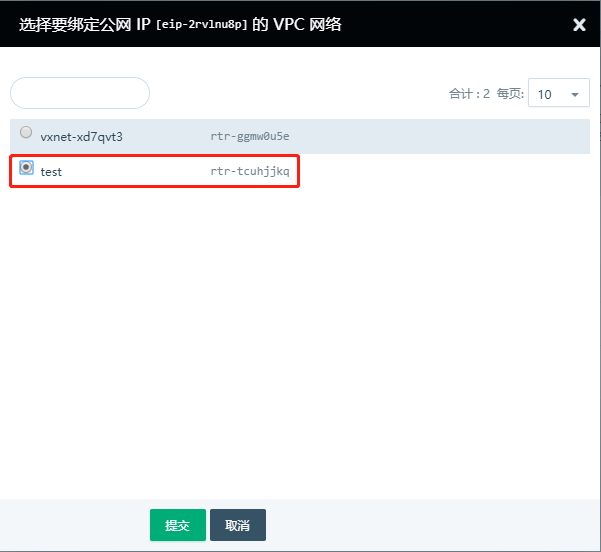 选择要绑定公网 IP [eip-2rvlnu8p] 的 VPC 网络
合计：2 每页: 10
vxnet-xd7qvt3 rtr-ggmw0u5e
test rtr-tcuhjjkq
提交 取消